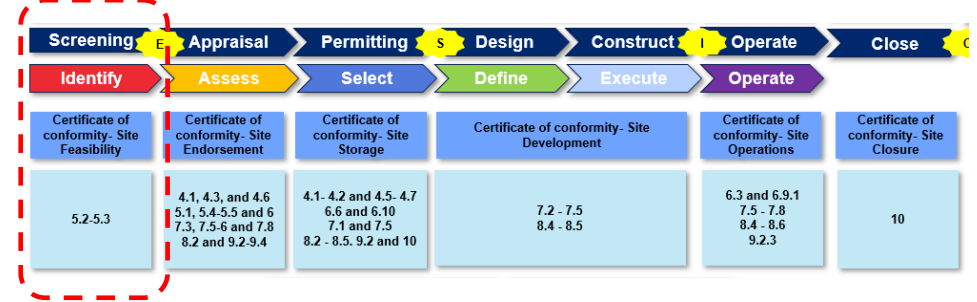 Screening E Appraisal Permitting S Design Construct I Operate Close
Identify Assess Select Define Execute Operate
Certificate of
conformity- Site
Feasibility
Certificate of
conformity- Site
Endorsement
Certificate of
conformity- Site
Storage
Certificate of conformity- Site
Development
Certificate of
conformity- Site
Operations
Certificate of
conformity- Site
Closure
5.2-5.3
4.1, 4.3, and 4.6
5.1, 5.4-5.5 and 6
7.3, 7.5-6 and 7.8
8.2 and 9.2-9.4
4.1- 4.2 and 4.5- 4.7
6.6 and 6.10
7.1 and 7.5
8.2 - 8.5. 9.2 and 10
7.2 - 7.5
8.4 - 8.5
6.3 and 6.9.1
7.5 - 7.8
8.4 - 8.6
9.2.3
10